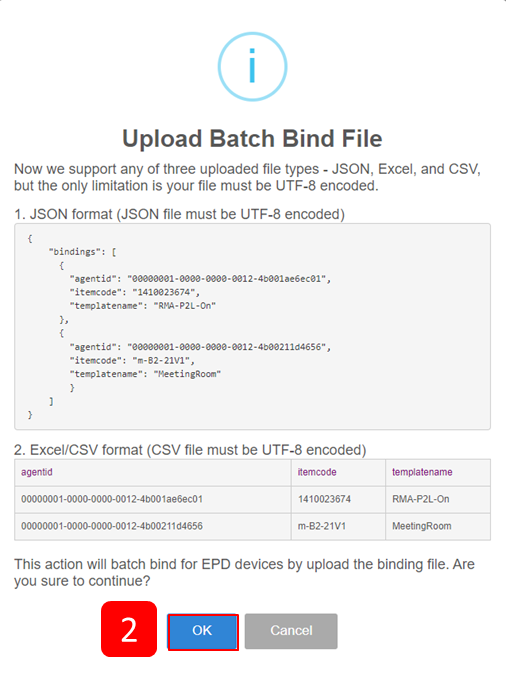 i
Upload Batch Bind File
Now we support any of three uploaded file types - JSON, Excel, and CSV,
but the only limitation is your file must be UTF-8 encoded.
1. JSON format (JSON file must be UTF-8 encoded)
{
"bindings": [
{
"agentid": "00000001-0000-0000-0012-4b001ae6ec01",
"itemcode": "1410023674",
"templatename": "RMA-P2L-On"
},
{
"agentid": "00000001-0000-0000-0012-4b00211d4656",
"itemcode": "m-B2-21V1",
"templatename": "MeetingRoom"
}
]
}
2. Excel/CSV format (CSV file must be UTF-8 encoded)
agentid itemcode templatename
00000001-0000-0000-0012-4b001ae6ec01 1410023674 RMA-P2L-On
00000001-0000-0000-0012-4b00211d4656 m-B2-21V1 MeetingRoom
This action will batch bind for EPD devices by upload the binding file. Are
you sure to continue?
2 OK Cancel